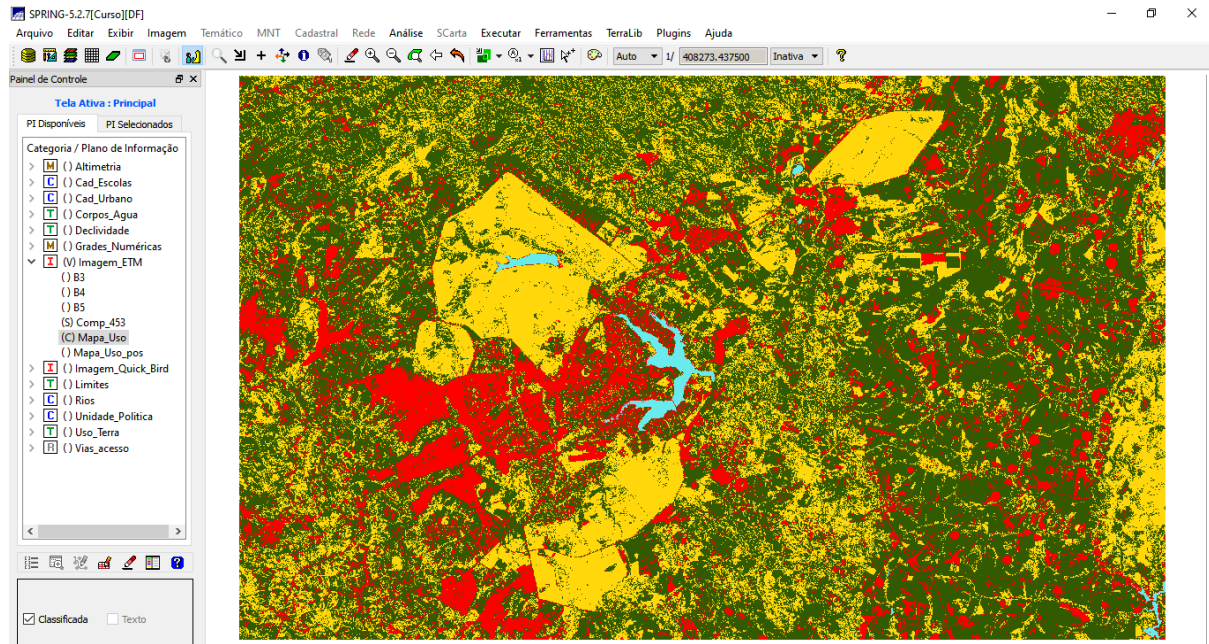 SPRING-5.2.7[Curso][DF]
Arquivo Editar Exibir Imagem Temático MNT Cadastral Rede Análise SCarta Executar Ferramentas TerraLib Plugins Ajuda
Auto 1/ 408273.437500 Inativa
Painel de Controle
Tela Ativa : Principal
PI Disponíveis PI Selecionados
Categoria / Plano de Informação
M () Altimetria
C () Cad_Escolas
C () Cad_Urbano
T () Corpos_Agua
T () Declividade
M () Grades_Numéricas
I (V) Imagem_ETM
() B3
() B4
() B5
(S) Comp_453
(C) Mapa_Uso
() Mapa_Uso_pos
I () Imagem_Quick_Bird
T () Limites
C () Rios
C () Unidade_Politica
T () Uso_Terra
R () Vias_acesso
Classificada Texto